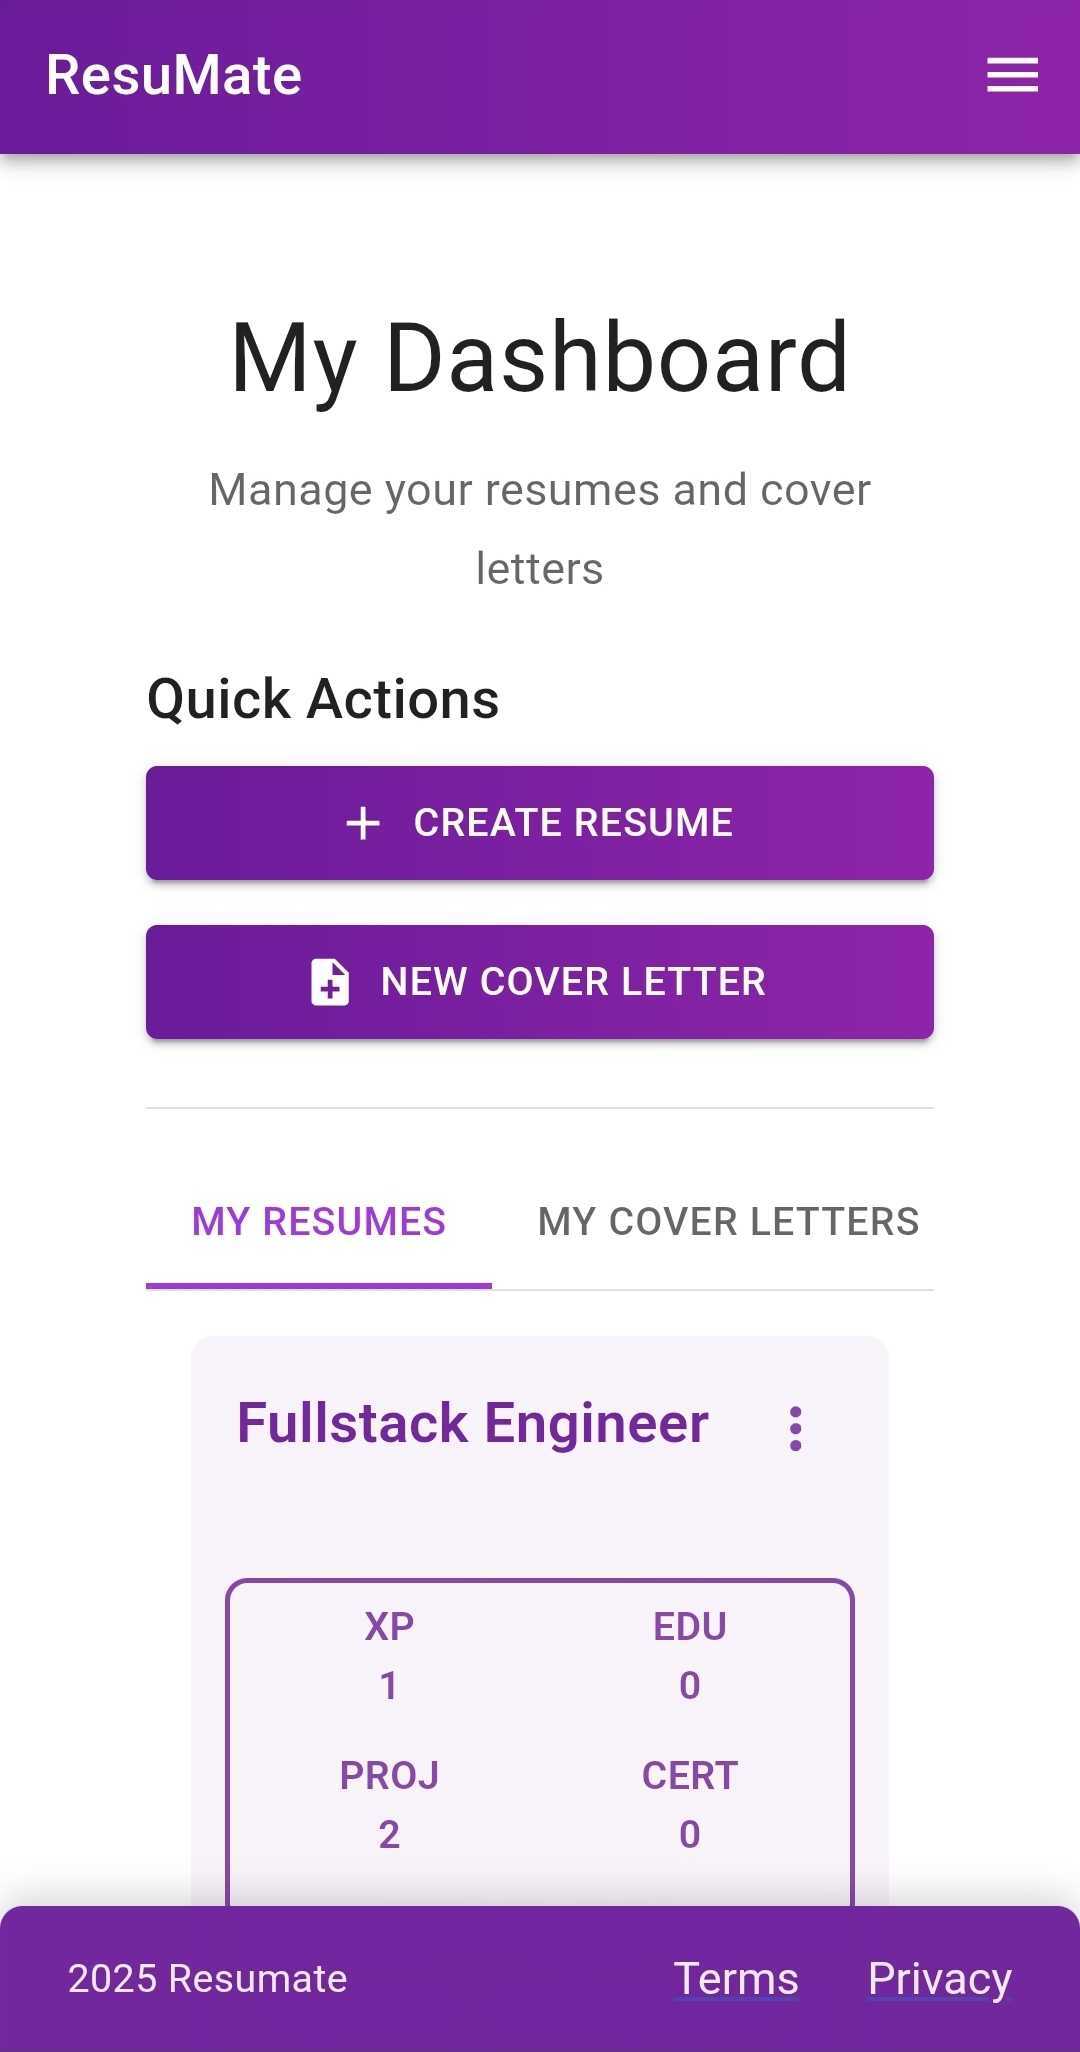 ResuMate
My Dashboard
Manage your resumes and cover
letters
Quick Actions
CREATE RESUME
NEW COVER LETTER
MY RESUMES
MY COVER LETTERS
Fullstack Engineer
XP
EDU
1
0
PROJ
CERT
2
0
2025 Resumate
Terms
Privacy